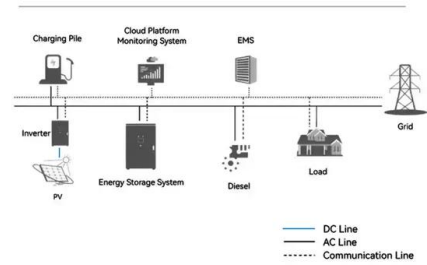 Charging Pile
Cloud Platform
Monitoring System
EMS
Grid
Inverter
PV
Energy Storage System
Diesel
Load
DC Line
AC Line
Communication Line